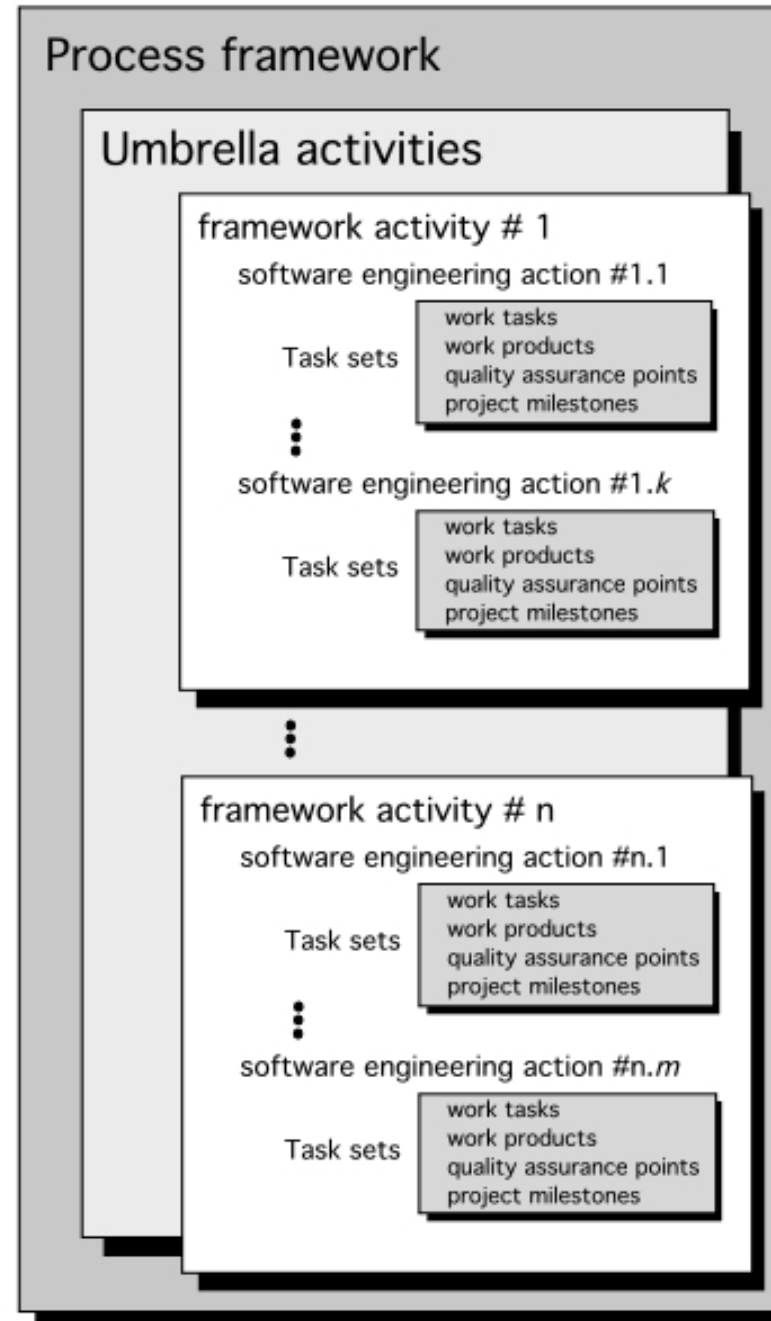 Process framework
Umbrella activities
framework activity # 1
software engineering action #1.1
Task sets
work tasks
work products
quality assurance points
project milestones
software engineering action #1.k
Task sets
work tasks
work products
quality assurance points
project milestones
framework activity # n
software engineering action #n.1
Task sets
work tasks
work products
quality assurance points
project milestones
software engineering action #n.m
Task sets
work tasks
work products
quality assurance points
project milestones